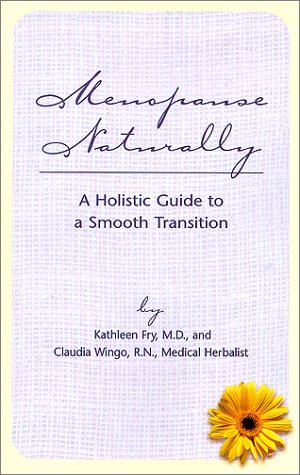 Menopause
Naturally
A Holistic Guide to
a Smooth Transition
by
Kathleen Fry, M.D., and
Claudia Wingo, R.N., Medical Herbalist